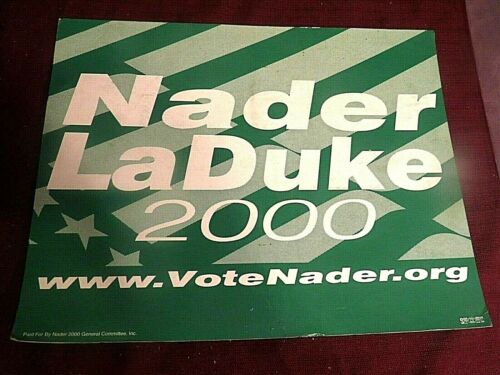 Nader
LaDuke
2000
www.VoteNader.org
Paid For By Nader 2000 General Committee, Inc.